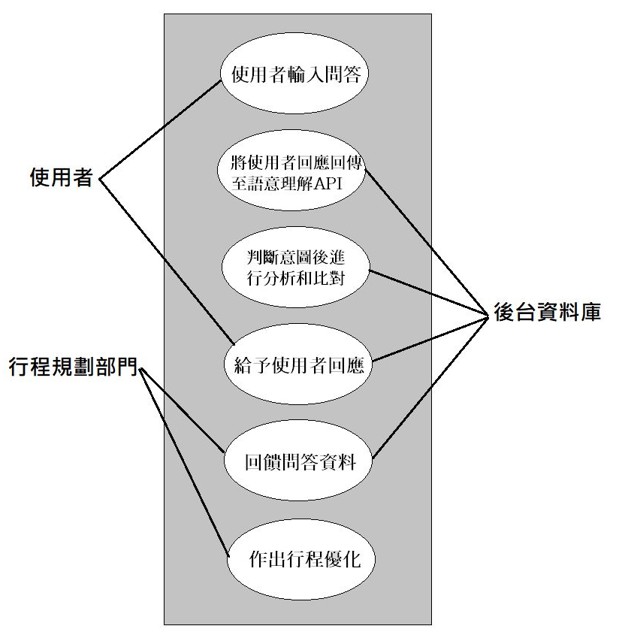 使用者輸入問答
將使用者回應回傳
至語意理解API
使用者
判斷意圖後進
行分析和比對
後台資料庫
給予使用者回應
行程規劃部門
回饋問答資料
作出行程優化